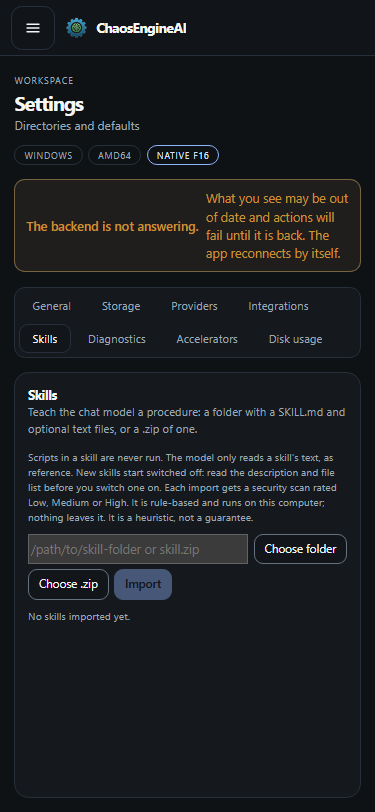 ChaosEngineAI
WORKSPACE
Settings
Directories and defaults
WINDOWS
AMD64
NATIVE F16
The backend is not answering.
What you see may be out
of date and actions will
fail until it is back. The
app reconnects by itself.
General
Storage
Providers
Integrations
Skills
Diagnostics
Accelerators
Disk usage
Skills
Teach the chat model a procedure: a folder with a SKILL.md and
optional text files, or a .zip of one.
Scripts in a skill are never run. The model only reads a skill's text, as
reference. New skills start switched off: read the description and file
list before you switch one on. Each import gets a security scan rated
Low, Medium or High. It is rule-based and runs on this computer;
nothing leaves it. It is a heuristic, not a guarantee.
/path/to/skill-folder or skill.zip
Choose folder
Choose .zip
Import
No skills imported yet.